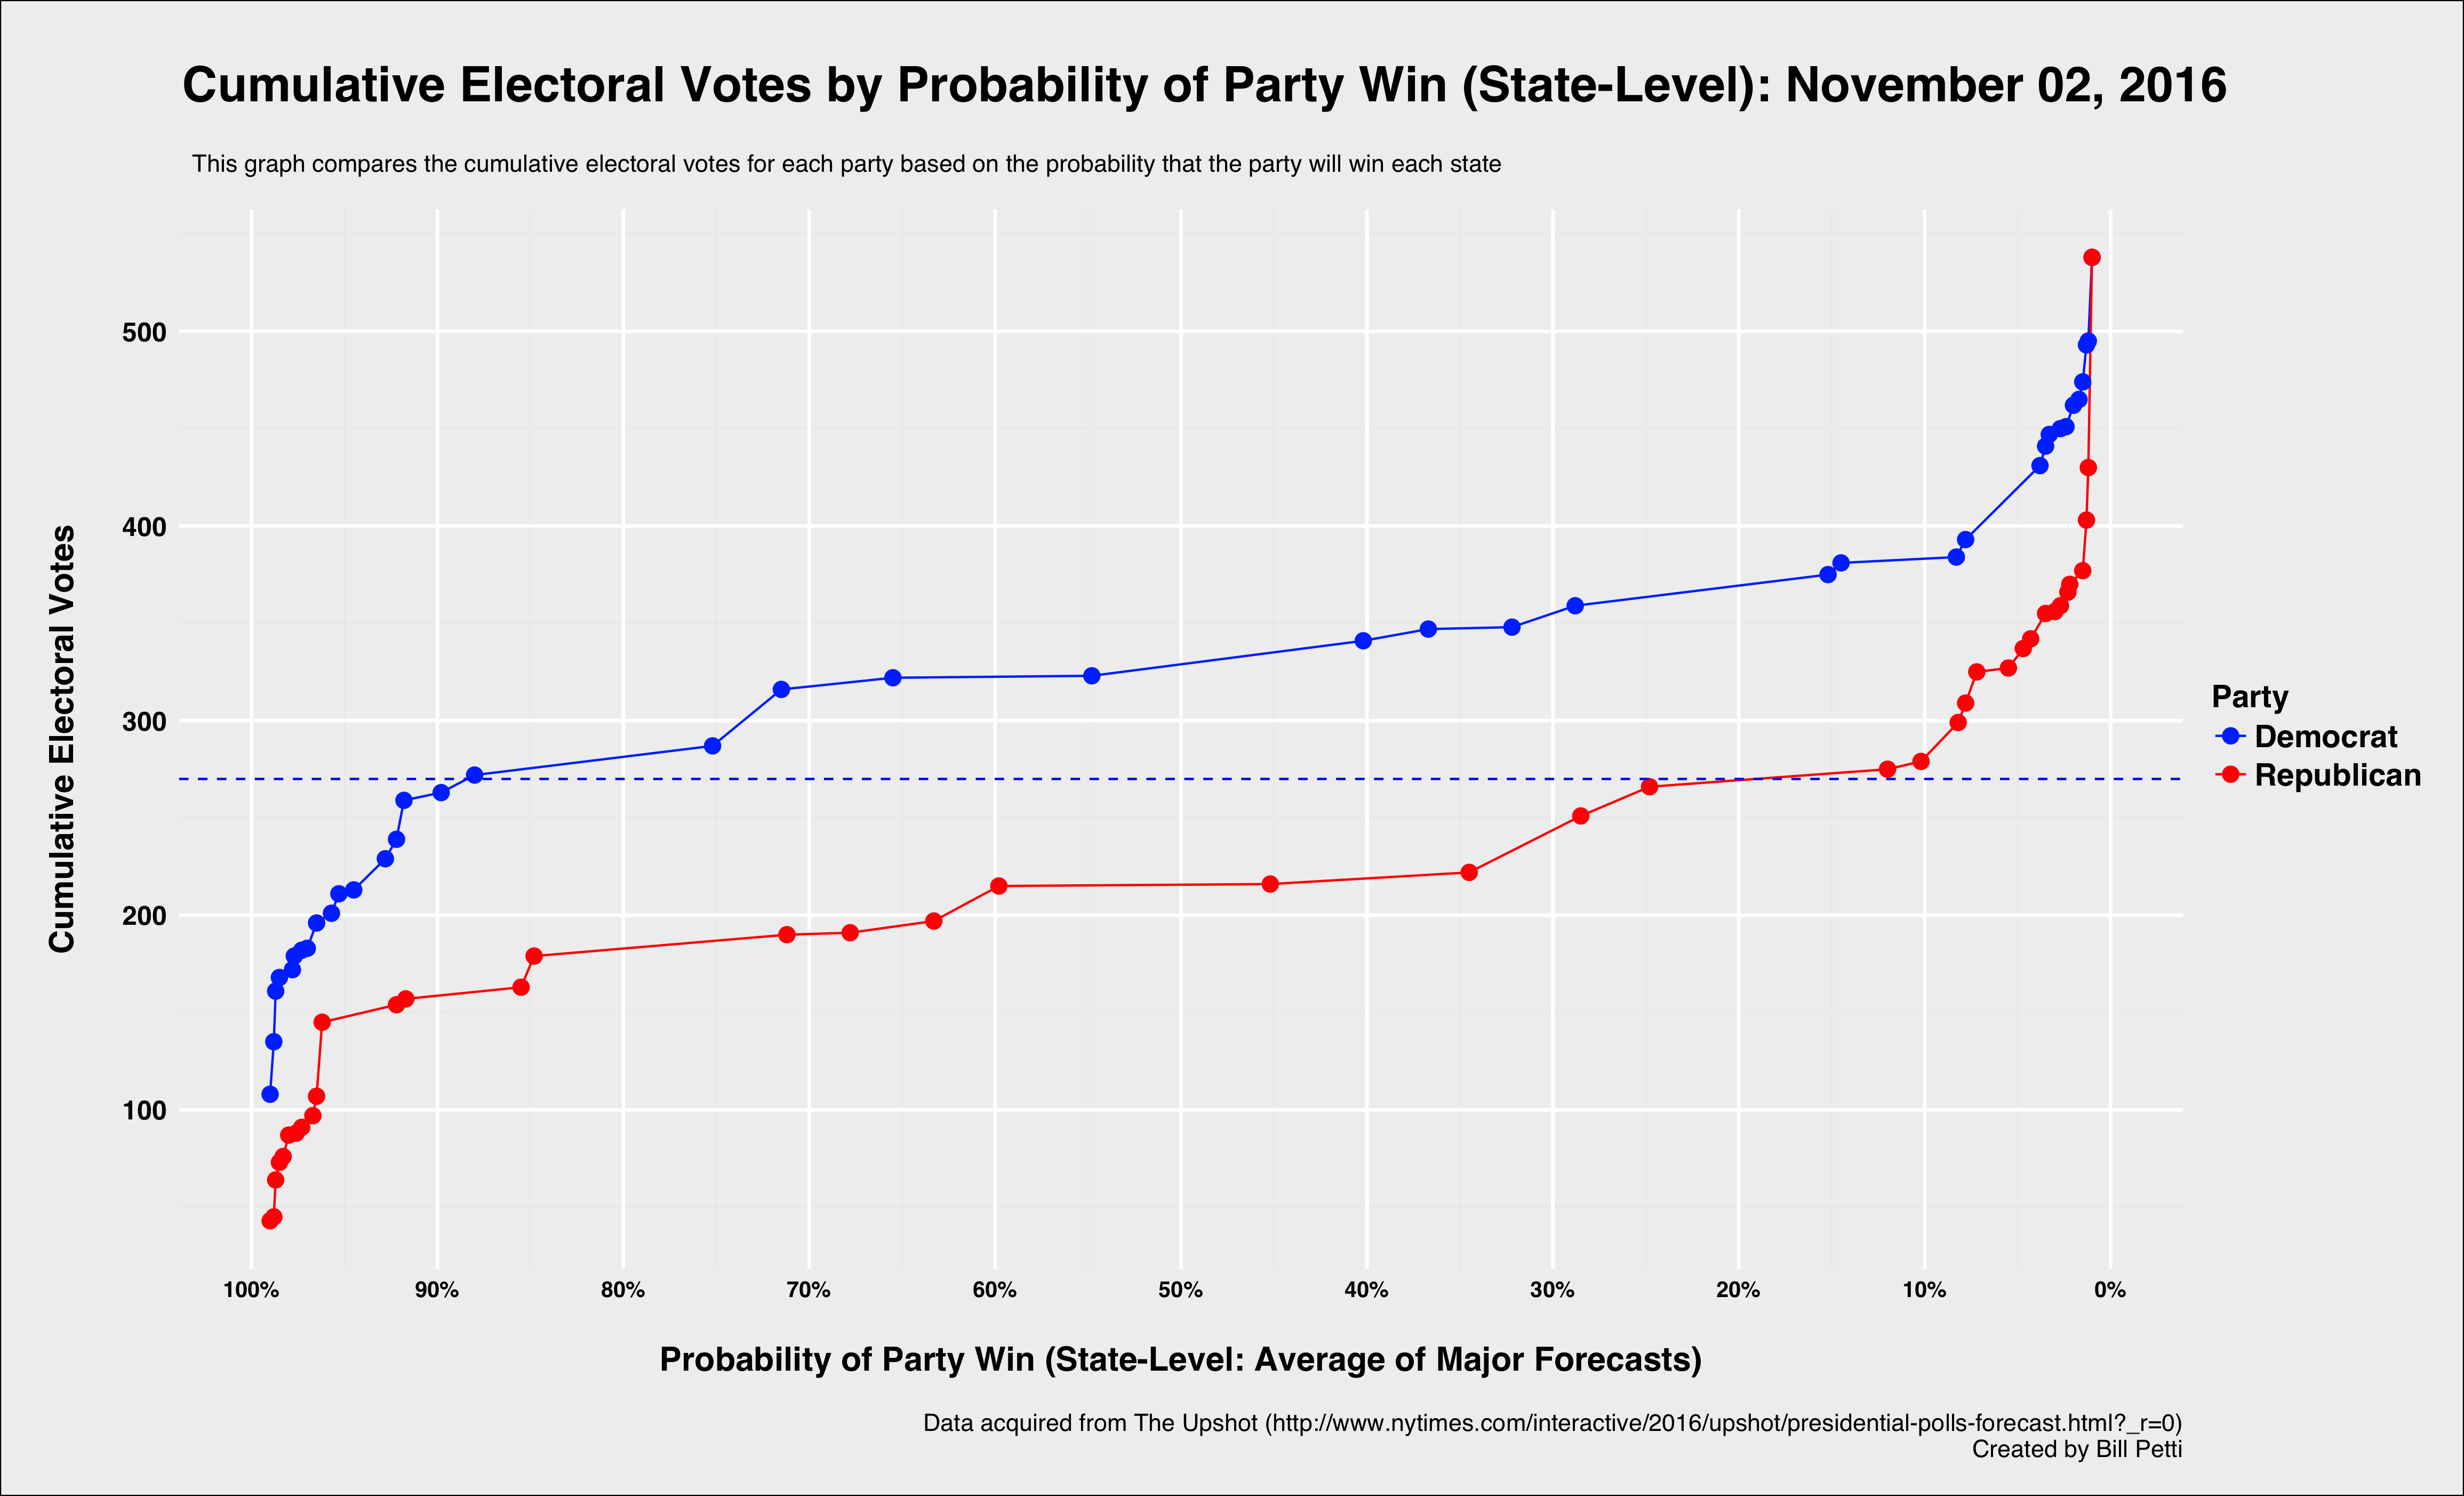 Cumulative Electoral Votes by Probability of Party Win (State-Level): November 02, 2016
This graph compares the cumulative electoral votes for each party based on the probability that the party will win each state
Cumulative Electoral Votes
500
400
300
200
100
100%
90%
80%
70%
60%
50%
40%
30%
20%
10%
0%
Party
Democrat
Republican
Probability of Party Win (State-Level: Average of Major Forecasts)
Data acquired from The Upshot (http://www.nytimes.com/interactive/2016/upshot/presidential-polls-forecast.html?_r=0)
Created by Bill Petti